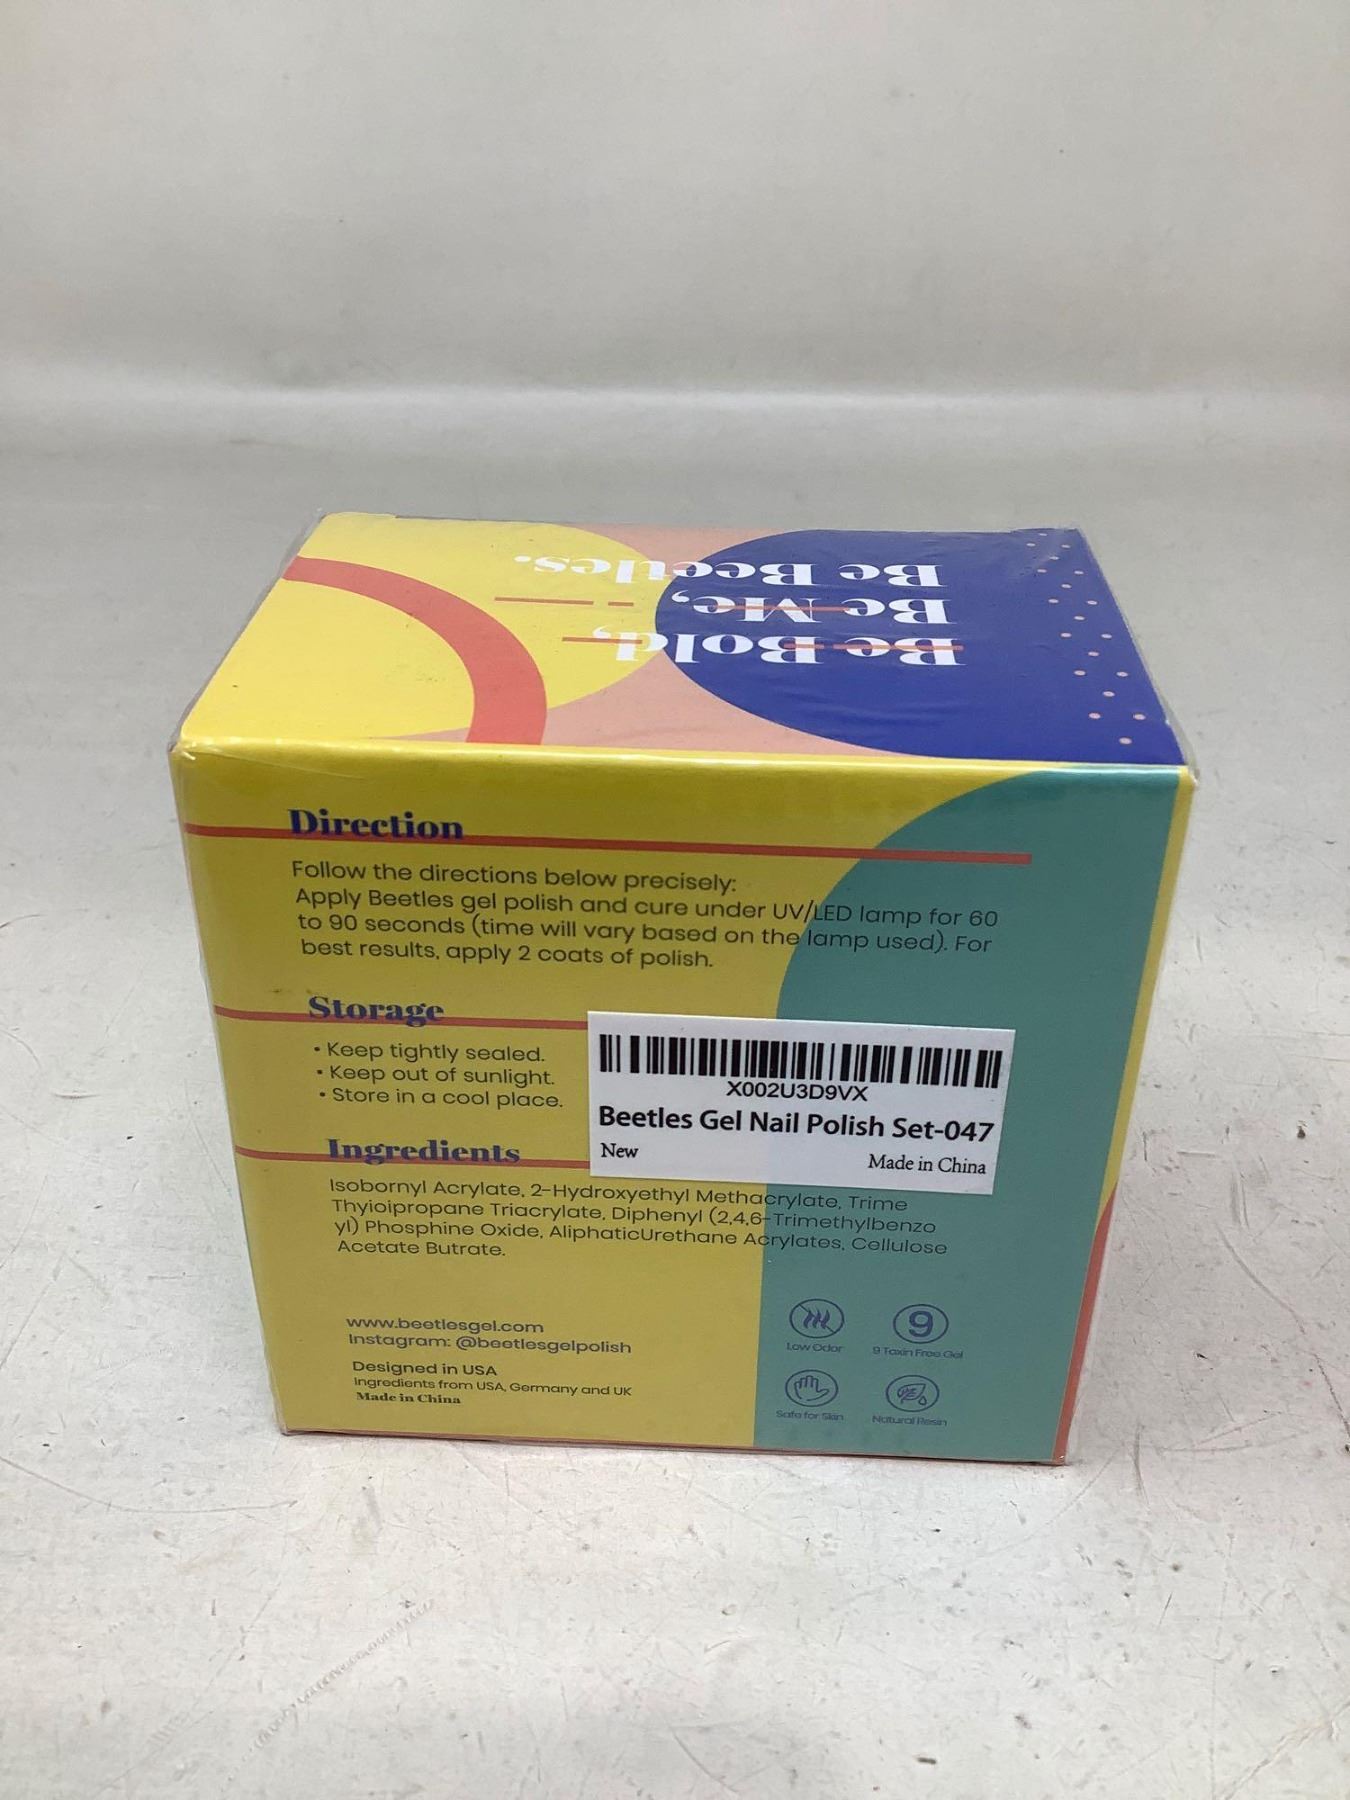 Be Bold,
Be Me,
Be Beetles.
Direction
Follow the directions below precisely:
Apply Beetles gel polish and cure under UV/LED lamp for 60
to 90 seconds (time will vary based on the lamp used). For
best results, apply 2 coats of polish.
Storage
• Keep tightly sealed.
• Keep out of sunlight.
• Store in a cool place.
X002U3D9VX
Beetles Gel Nail Polish Set-047
New
Made in China
Ingredients
Isobornyl Acrylate, 2-Hydroxyethyl Methacrylate, Trime
Thyioipropane Triacrylate, Diphenyl (2,4,6-Trimethylbenzo
yl) Phosphine Oxide, AliphaticUrethane Acrylates, Cellulose
Acetate Butrate.
www.beetlesgel.com
Instagram: @beetlesgelpolish
Designed in USA
Ingredients from USA, Germany and UK
Made in China
Low Odor
9
9 Toxin Free Gel
Safe for Skin
Natural Resin